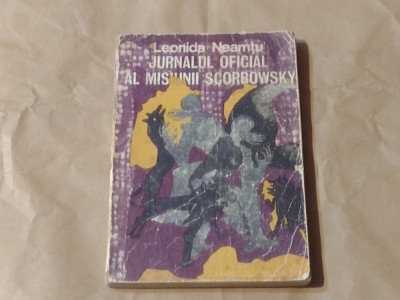 Leonida Neamțu
JURNALUL OFICIAL
AL MISIUNII SCORBOWSKY